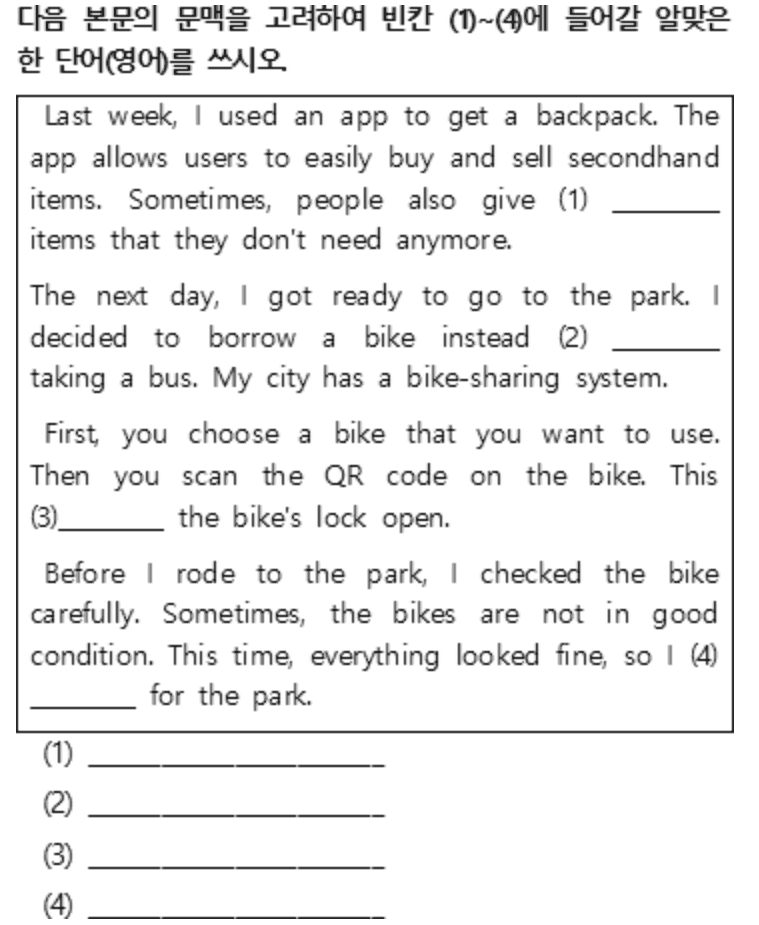 다음 본문의 문맥을 고려하여 빈칸 (1)~(4)에 들어갈 알맞은
한 단어(영어)를 쓰시오.
Last week, I used an app to get a backpack. The
app allows users to easily buy and sell secondhand
items. Sometimes, people also give (1) ________
items that they don't need anymore.
The next day, I got ready to go to the park. I
decided to borrow a bike instead (2) ________
taking a bus. My city has a bike-sharing system.
First, you choose a bike that you want to use.
Then you scan the QR code on the bike. This
(3)________ the bike's lock open.
Before I rode to the park, I checked the bike
carefully. Sometimes, the bikes are not in good
condition. This time, everything looked fine, so I (4)
________ for the park.
(1) ____________________
(2) ____________________
(3) ____________________
(4) ____________________